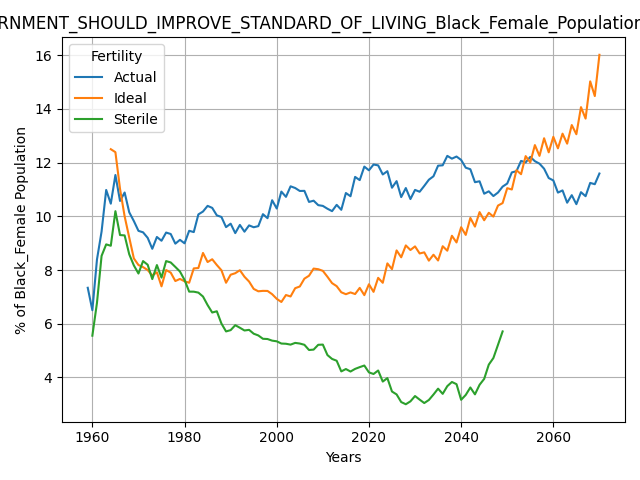 RNMENT_SHOULD_IMPROVE_STANDARD_OF_LIVING_Black_Female_Population
Fertility
Actual
Ideal
Sterile
% of Black_Female Population
16
14
12
10
8
6
4
1960 1980 2000 2020 2040 2060
Years